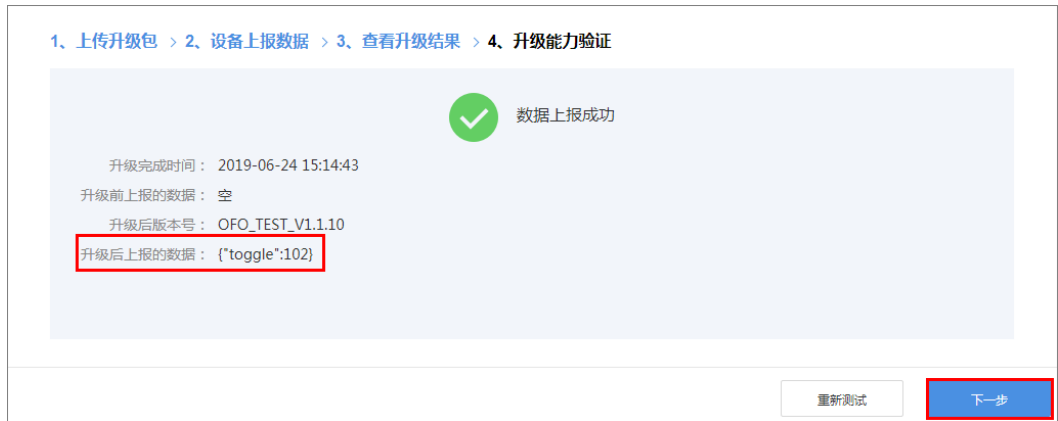 1、上传升级包 > 2、设备上报数据 > 3、查看升级结果 > 4、升级能力验证
数据上报成功
升级完成时间： 2019-06-24 15:14:43
升级前上报的数据： 空
升级后版本号： OFO_TEST_V1.1.10
升级后上报的数据： {"toggle":102}
重新测试 下一步